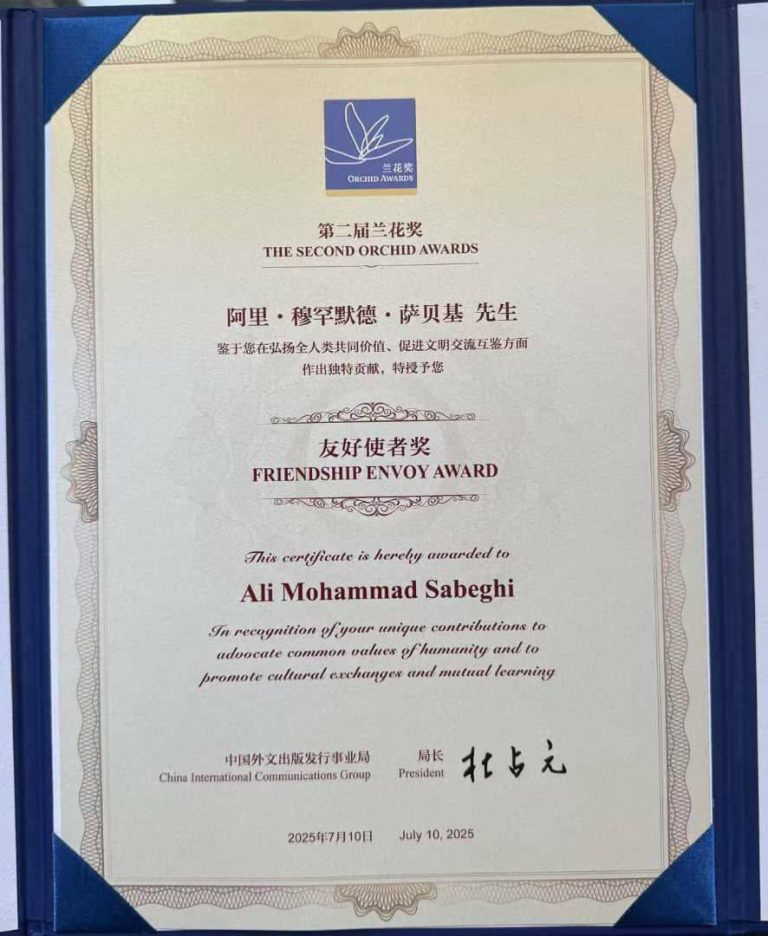 兰花奖
ORCHID AWARDS
第二届兰花奖
THE SECOND ORCHID AWARDS
阿里·穆罕默德·萨贝基 先生
鉴于您在弘扬全人类共同价值、促进文明交流互鉴方面
作出独特贡献，特授予您
友好使者奖
FRIENDSHIP ENVOY AWARD
This certificate is hereby awarded to
Ali Mohammad Sabeghi
In recognition of your unique contributions to
advocate common values of humanity and to
promote cultural exchanges and mutual learning
中国外文出版发行事业局 局长 杜占元
China International Communications Group President
2025年7月10日 July 10, 2025